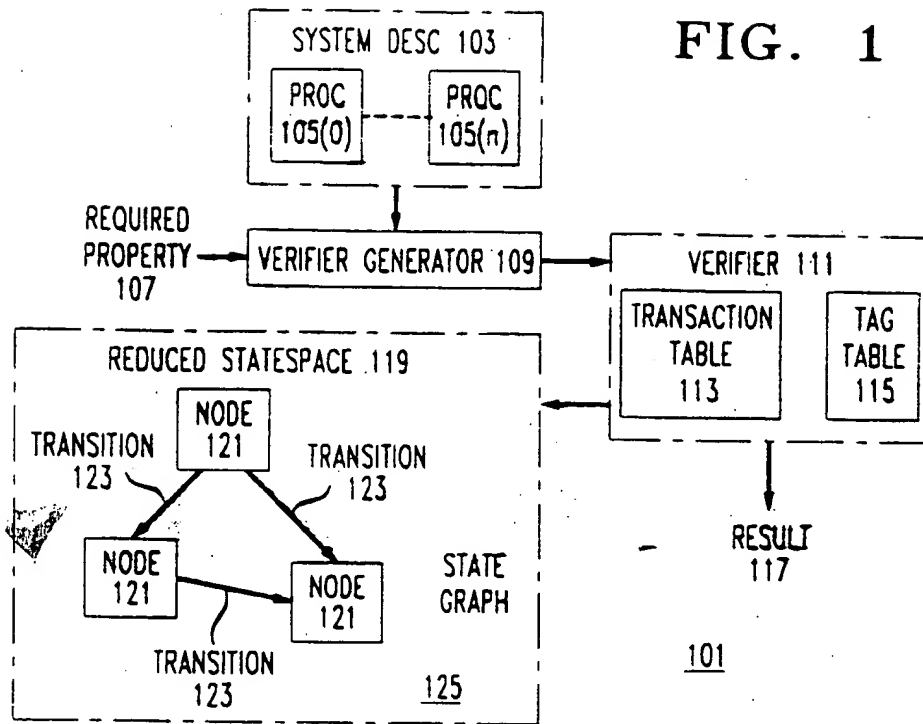 FIG. 1
SYSTEM DESC 103
PROC
105(0)
PROC
105(n)
REQUIRED
PROPERTY
107
VERIFIER GENERATOR 109
VERIFIER 111
TRANSACTION
TABLE
113
TAG
TABLE
115
REDUCED STATESPACE 119
NODE
121
TRANSITION
123
TRANSITION
123
NODE
121
NODE
121
STATE
GRAPH
TRANSITION
123
125
RESULT
117
101